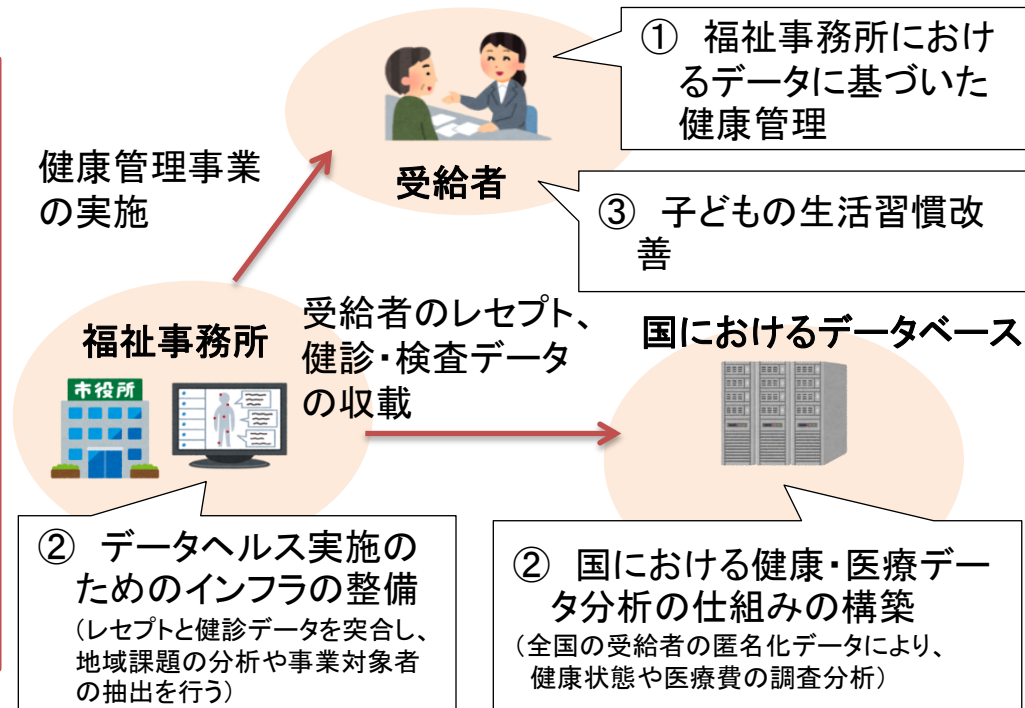 ① 福祉事務所におけ
るデータに基づいた
健康管理
健康管理事業
の実施
受給者
③ 子どもの生活習慣改
善
福祉事務所
市役所
受給者のレセプト、
健診・検査データ
の収載
国におけるデータベース
② データヘルス実施の
ためのインフラの整備
（レセプトと健診データを突合し、
地域課題の分析や事業対象者
の抽出を行う）
② 国における健康・医療デー
タ分析の仕組みの構築
（全国の受給者の匿名化データにより、
健康状態や医療費の調査分析）